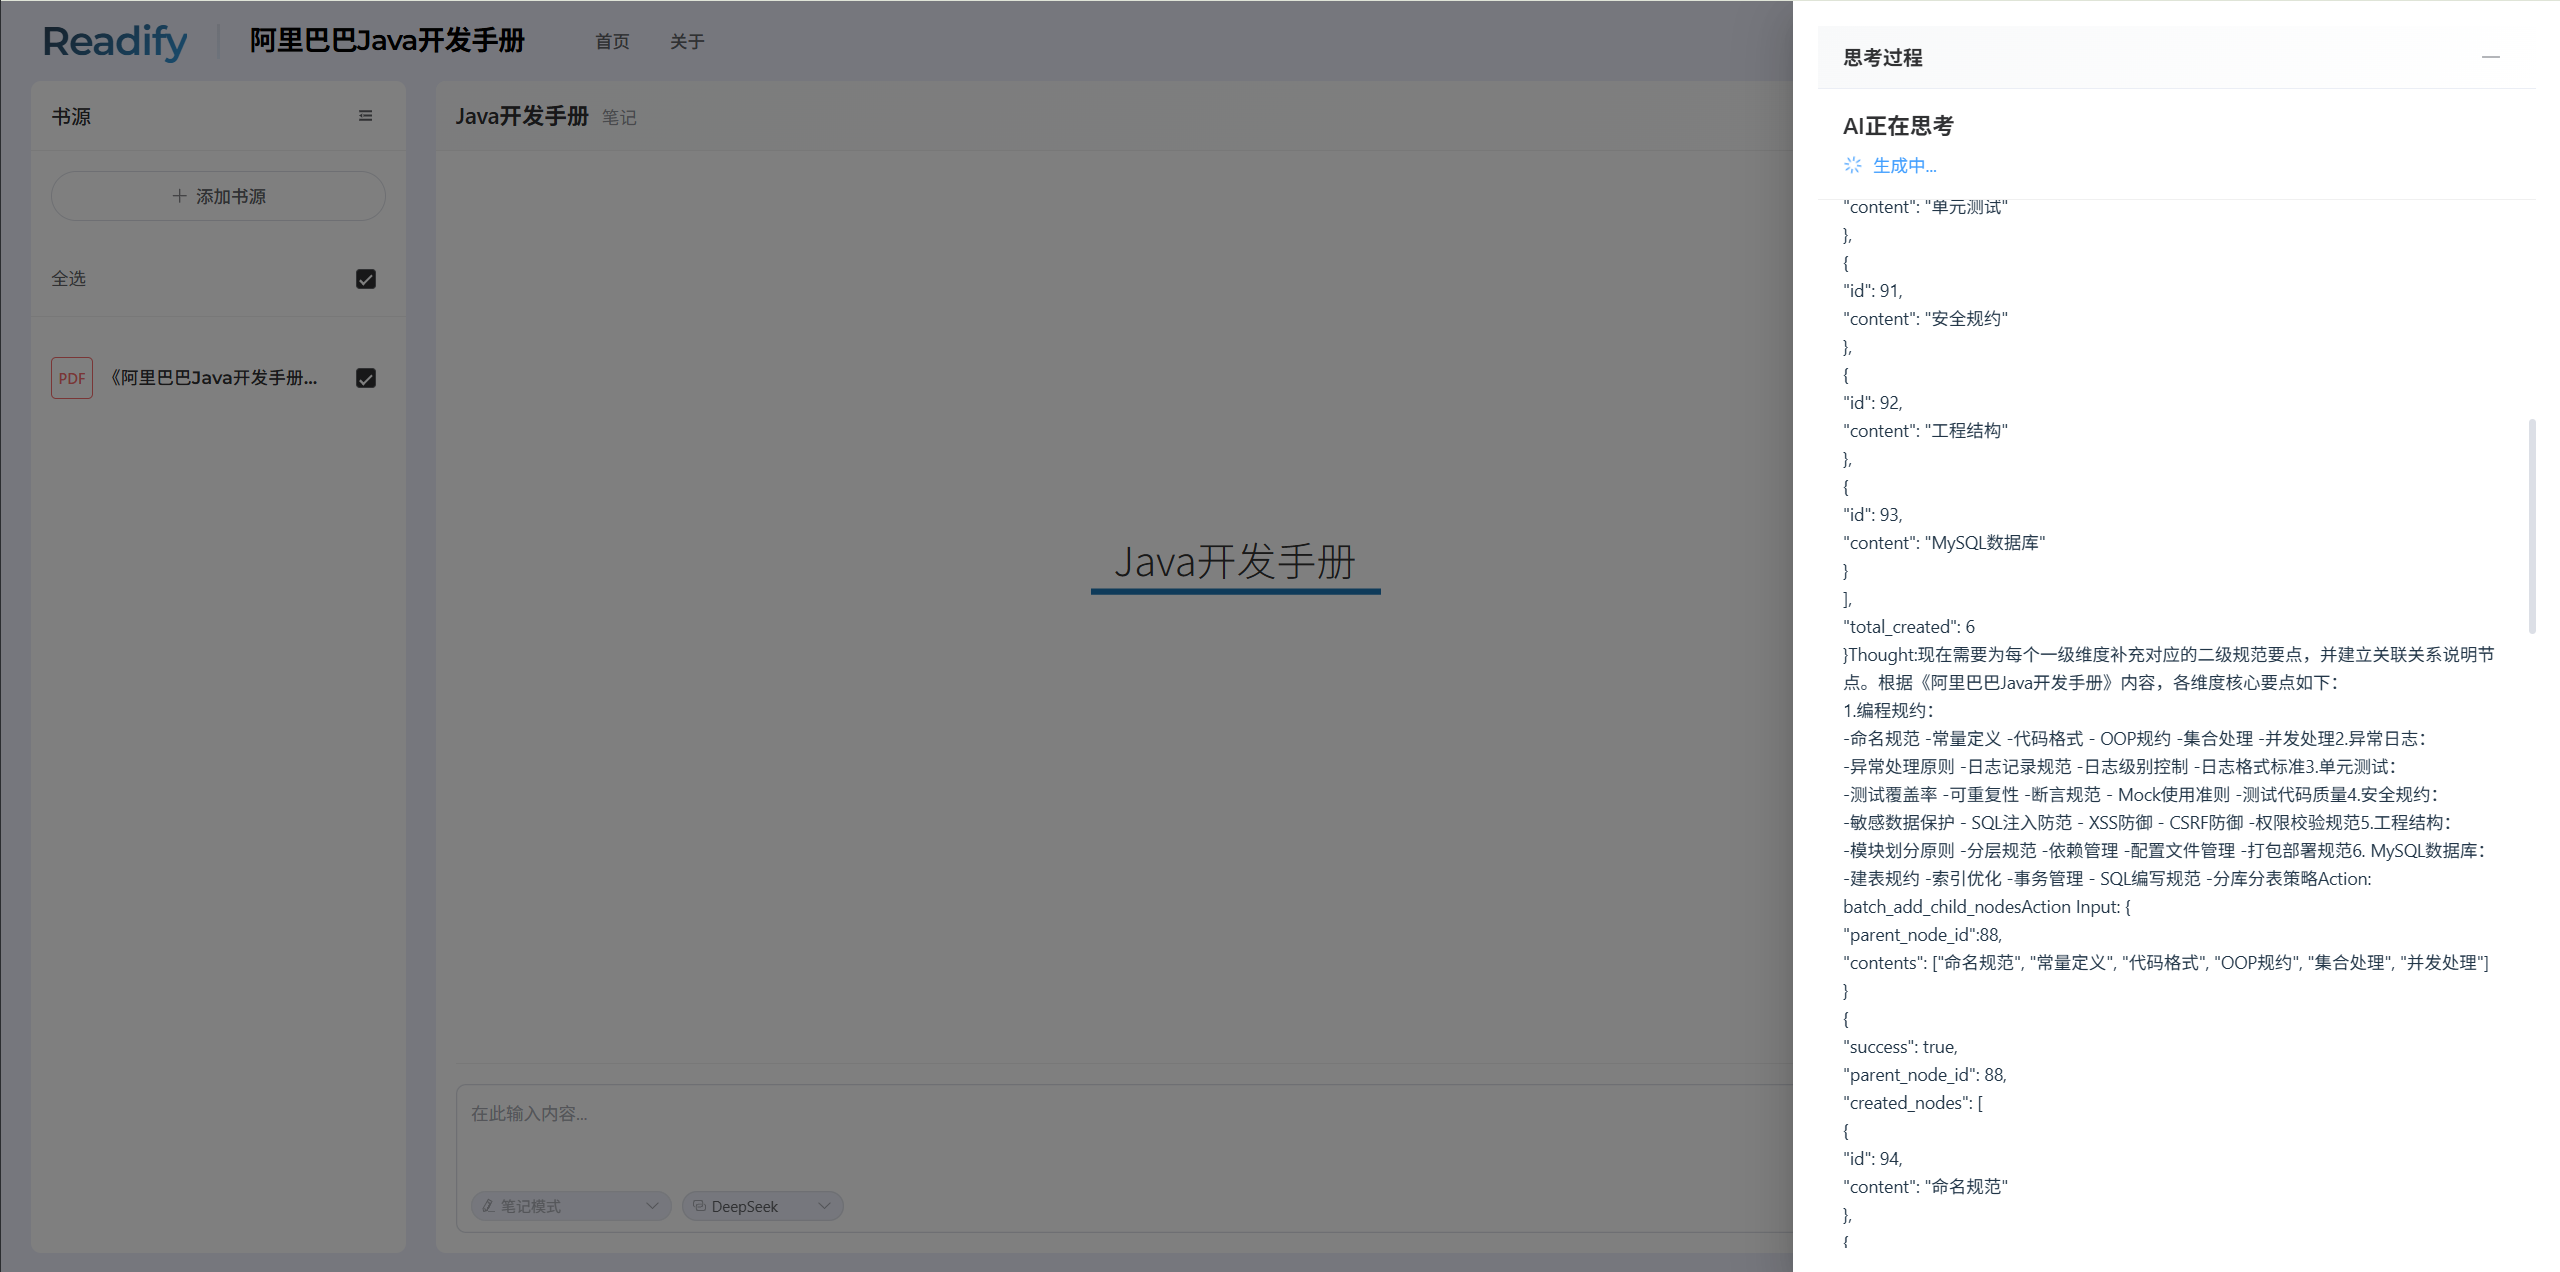 Readify
阿里巴巴Java开发手册
首页
关于
书源
添加书源
全选
PDF
《阿里巴巴Java开发手册...
Java开发手册 笔记
Java开发手册
在此输入内容...
笔记模式
DeepSeek
思考过程
AI正在思考
生成中...
"content": "单元测试"
},
{
"id": 91,
"content": "安全规约"
},
{
"id": 92,
"content": "工程结构"
},
{
"id": 93,
"content": "MySQL数据库"
}
],
"total_created": 6
}Thought:现在需要为每个一级维度补充对应的二级规范要点，并建立关联关系说明节
点。根据《阿里巴巴Java开发手册》内容，各维度核心要点如下：
1.编程规约：
-命名规范 -常量定义 -代码格式 - OOP规约 -集合处理 -并发处理2.异常日志：
-异常处理原则 -日志记录规范 -日志级别控制 -日志格式标准3.单元测试：
-测试覆盖率 -可重复性 -断言规范 - Mock使用准则 -测试代码质量4.安全规约：
-敏感数据保护 - SQL注入防范 - XSS防御 - CSRF防御 -权限校验规范5.工程结构：
-模块划分原则 -分层规范 -依赖管理 -配置文件管理 -打包部署规范6. MySQL数据库：
-建表规约 -索引优化 -事务管理 - SQL编写规范 -分库分表策略Action:
batch_add_child_nodesAction Input: {
"parent_node_id":88,
"contents": ["命名规范", "常量定义", "代码格式", "OOP规约", "集合处理", "并发处理"]
}
{
"success": true,
"parent_node_id": 88,
"created_nodes": [
{
"id": 94,
"content": "命名规范"
},
{